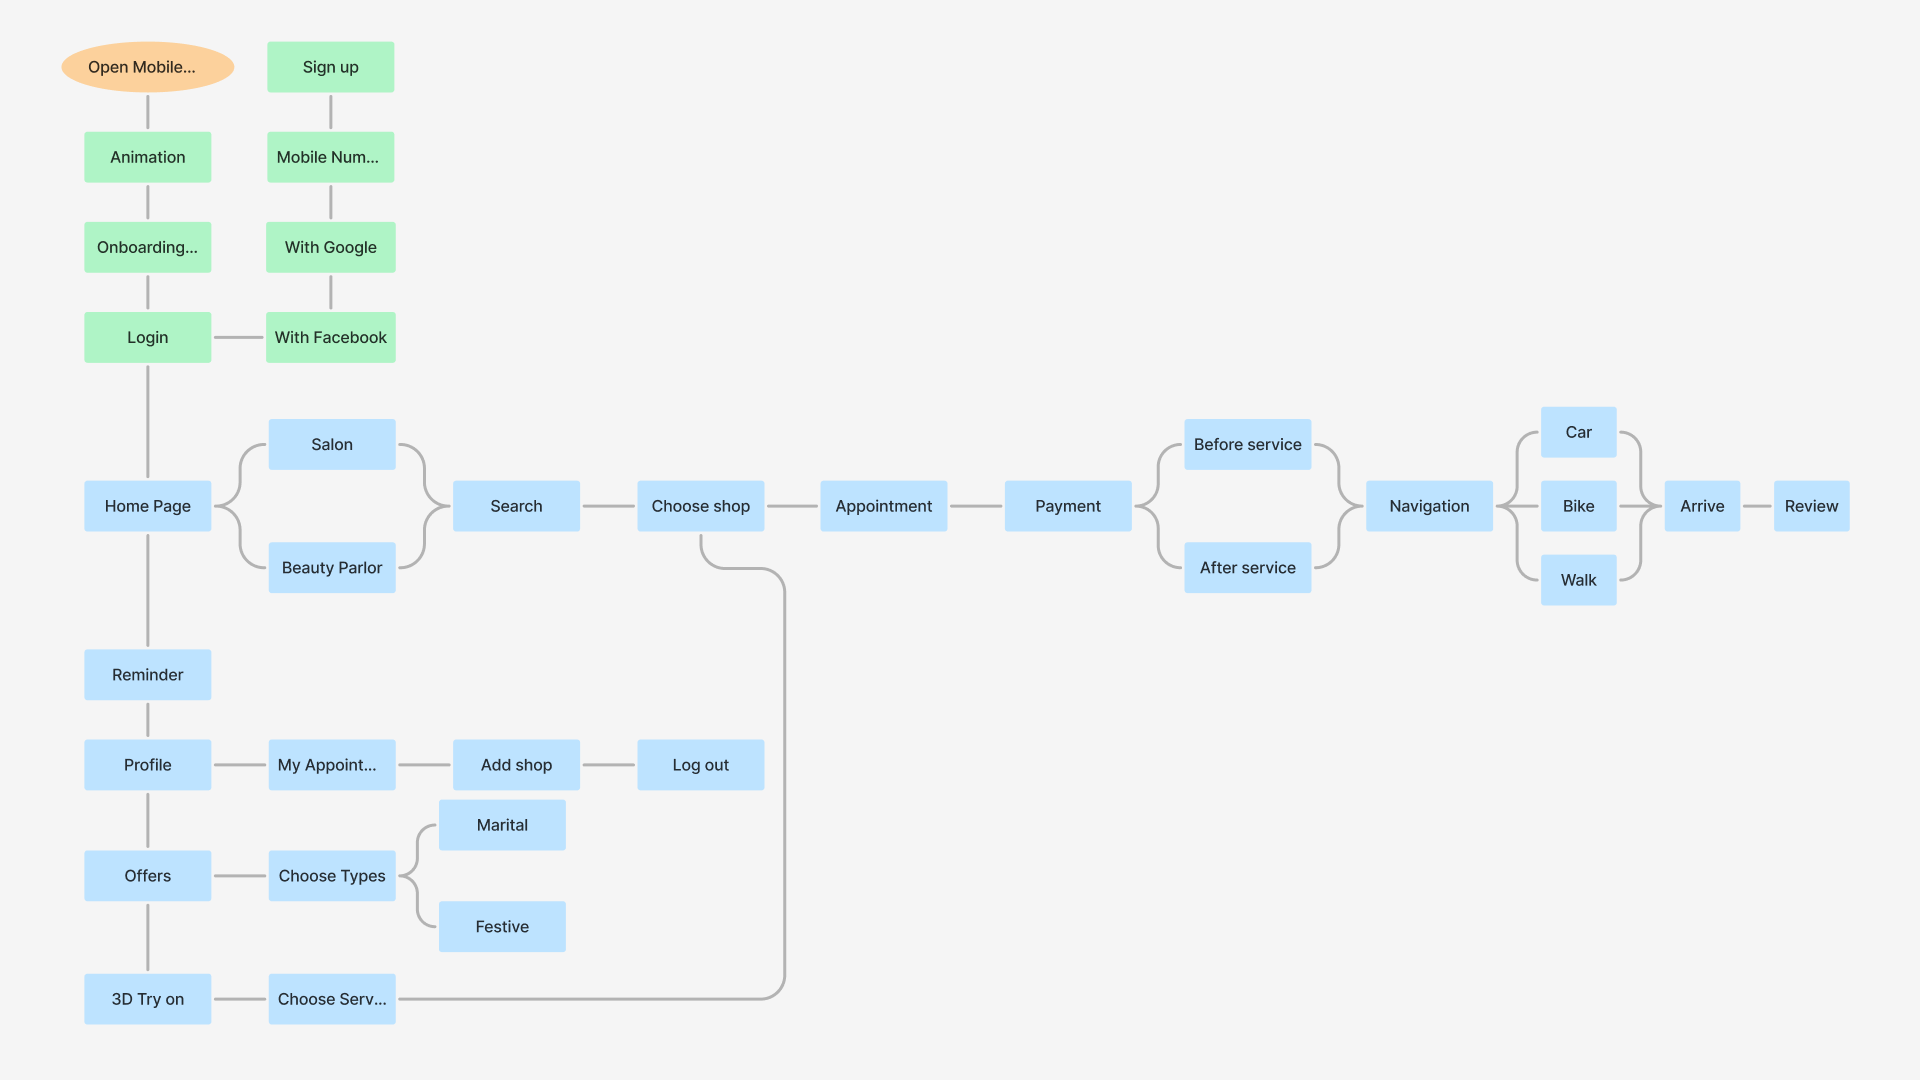 Open Mobile...
Sign up
Animation
Mobile Num...
Onboarding...
With Google
Login
With Facebook
Salon
Before service
Car
Home Page
Search
Choose shop
Appointment
Payment
Navigation
Bike
Arrive
Review
Beauty Parlor
After service
Walk
Reminder
Profile
My Appoint...
Add shop
Log out
Marital
Offers
Choose Types
Festive
3D Try on
Choose Serv...